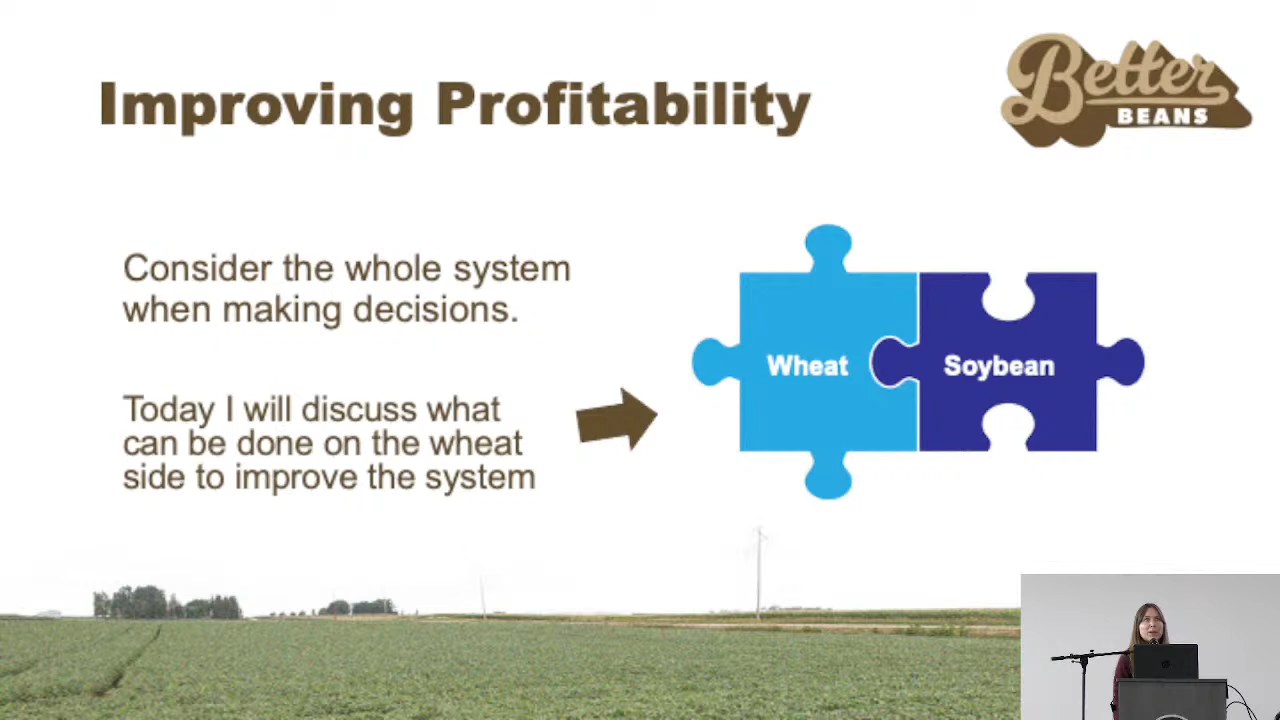 Improving Profitability
Better
BEANS
Consider the whole system
when making decisions.
Today I will discuss what
can be done on the wheat
side to improve the system
Wheat
Soybean